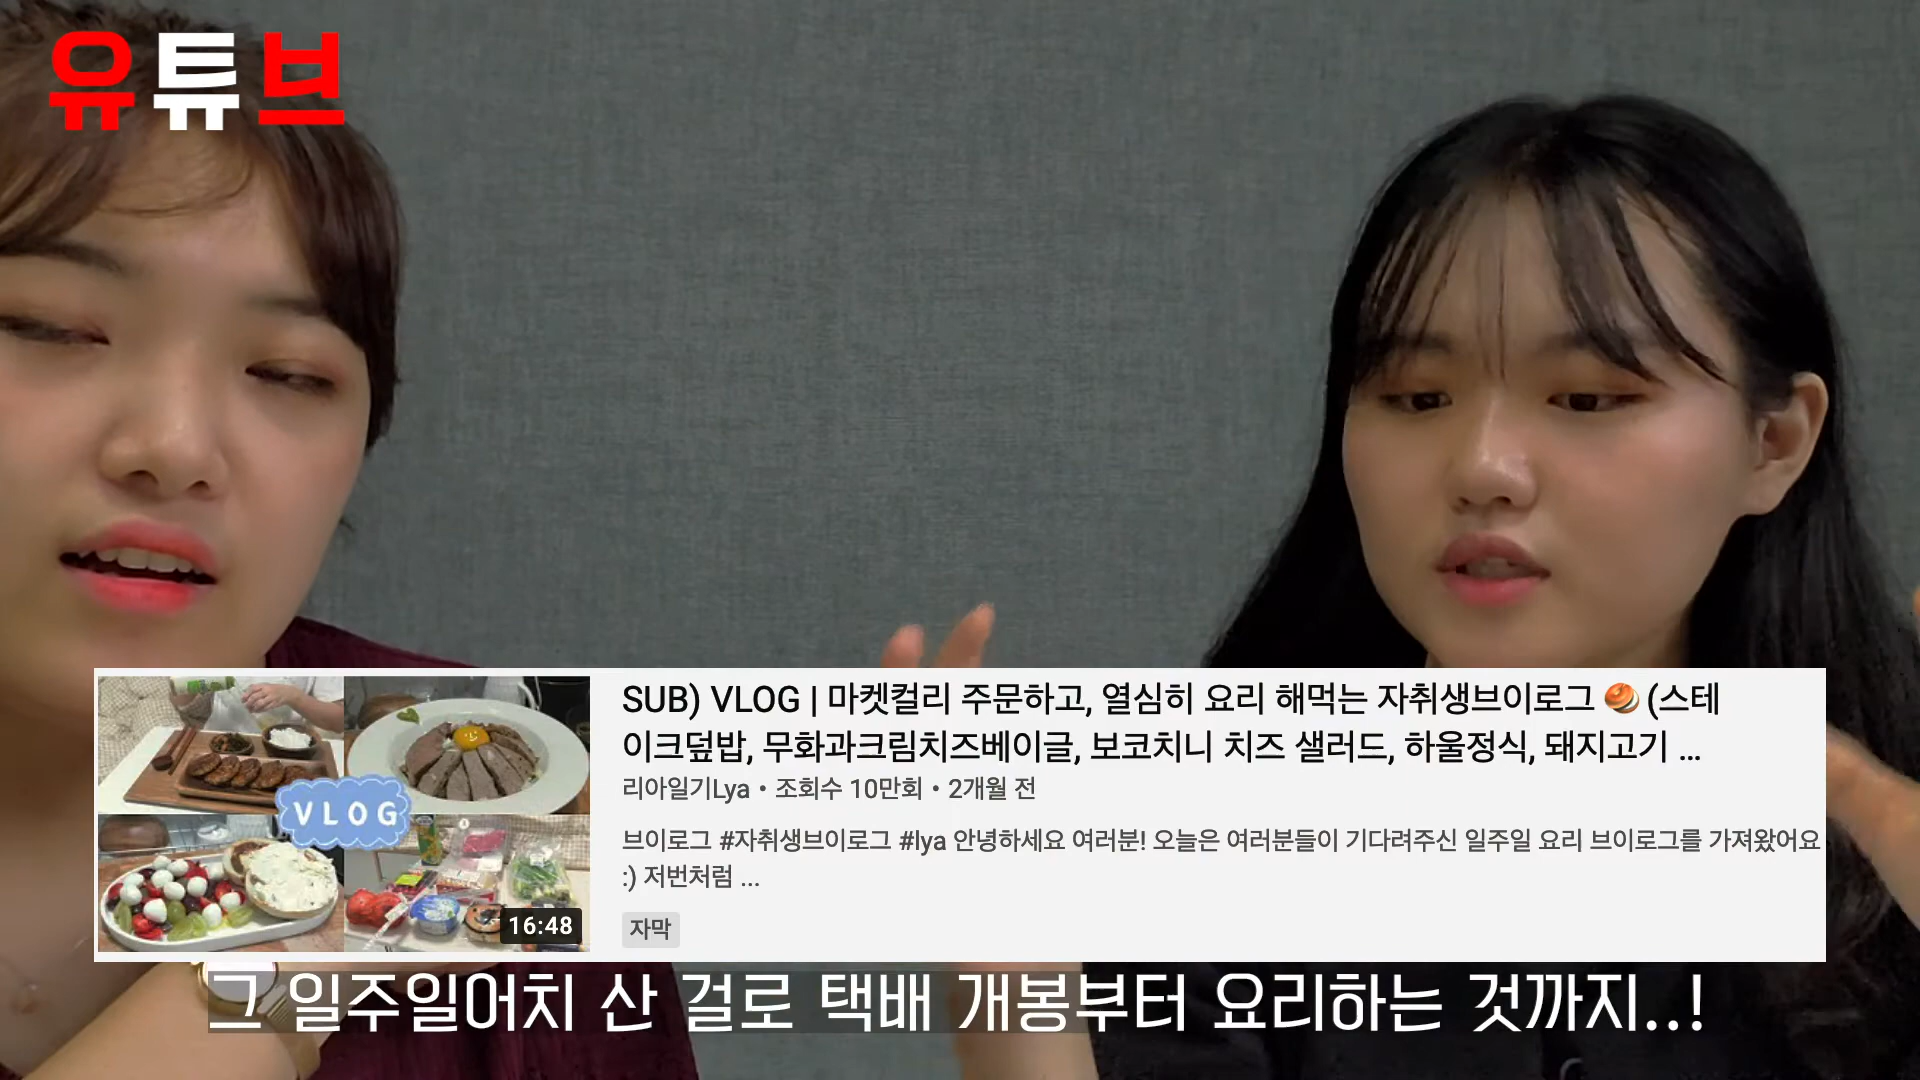 유튜브
SUB) VLOG | 마켓컬리 주문하고, 열심히 요리 해먹는 자취생브이로그 🥯 (스테
이크덮밥, 무화과크림치즈베이글, 보코치니 치즈 샐러드, 하울정식, 돼지고기 ...
리아일기Lya • 조회수 10만회 • 2개월 전
브이로그 #자취생브이로그 #lya 안녕하세요 여러분! 오늘은 여러분들이 기다려주신 일주일 요리 브이로그를 가져왔어요
:) 저번처럼 ...
VLOG
16:48
자막
그 일주일어치 산 걸로 택배 개봉부터 요리하는 것까지..!